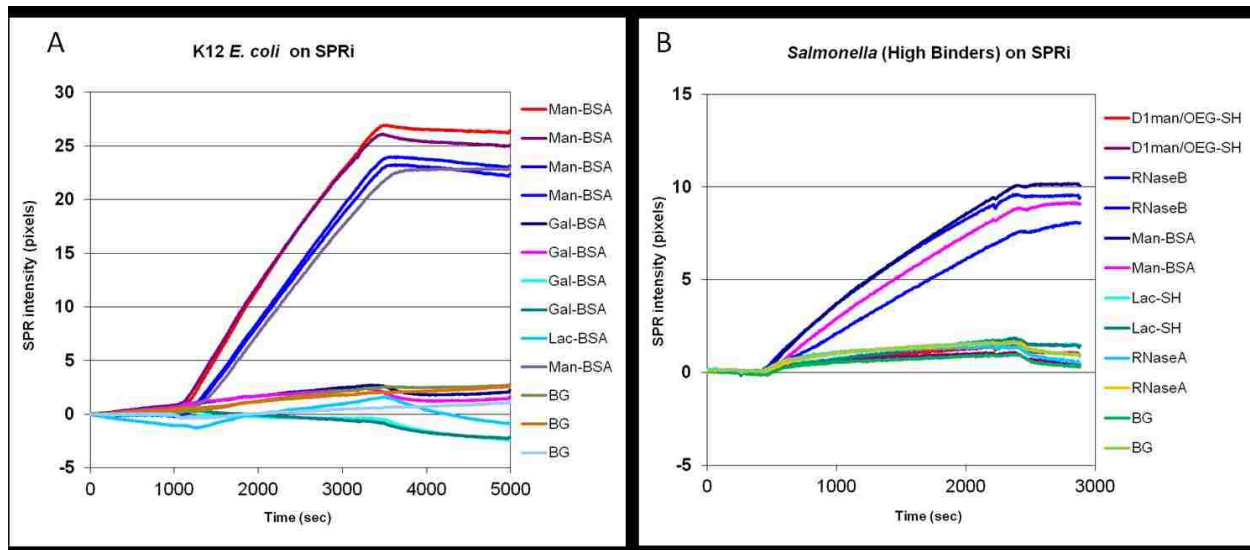 A
K12 E. coli on SPRi
SPR intensity (pixels)
30
25
20
15
10
5
0
-5
0 1000 2000 3000 4000 5000
Time (sec)
Man-BSA
Man-BSA
Man-BSA
Man-BSA
Gal-BSA
Gal-BSA
Gal-BSA
Gal-BSA
Lac-BSA
Man-BSA
BG
BG
BG
B
Salmonella (High Binders) on SPRi
SPR intensity (pixels)
15
10
5
0
-5
0 1000 2000 3000
Time (sec)
D1man/OEG-SH
D1man/OEG-SH
RNaseB
RNaseB
Man-BSA
Man-BSA
Lac-SH
Lac-SH
RNaseA
RNaseA
BG
BG